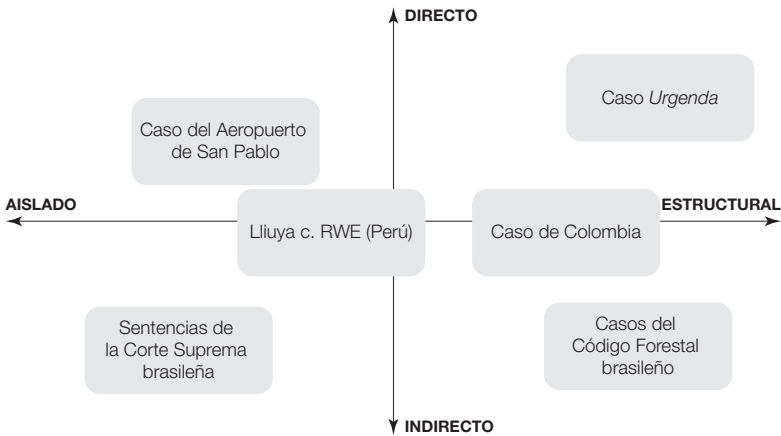 DIRECTO
Caso Urgenda
Caso del Aeropuerto
de San Pablo
AISLADO
ESTRUCTURAL
Lliuya c. RWE (Perú)
Caso de Colombia
Sentencias de
la Corte Suprema
brasileña
Casos del
Código Forestal
brasileño
INDIRECTO